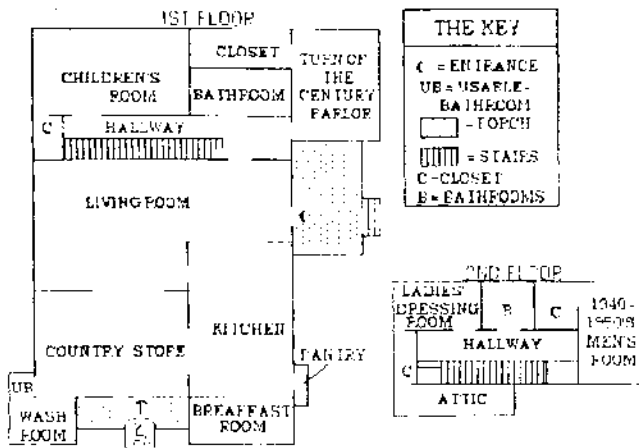 1ST FLOOR
CLOSET
CHILDREN'S
ROOM
BATHROOM
TURN OF
THE
CENTURY
PARLOR
C
HALLWAY
LIVING ROOM
KITCHEN
COUNTRY STORE
PANTRY
UB
WASH
ROOM
BREAKFAST
ROOM
THE KEY
= ENTRANCE
UB = USABLE-
BATHROOM
= PORCH
= STAIRS
C-CLOSET
B = BATHROOMS
2ND FLOOR
LADIES'
DRESSING
ROOM
B
C
1940-
1950'S
MEN'S
ROOM
HALLWAY
C
ATTIC